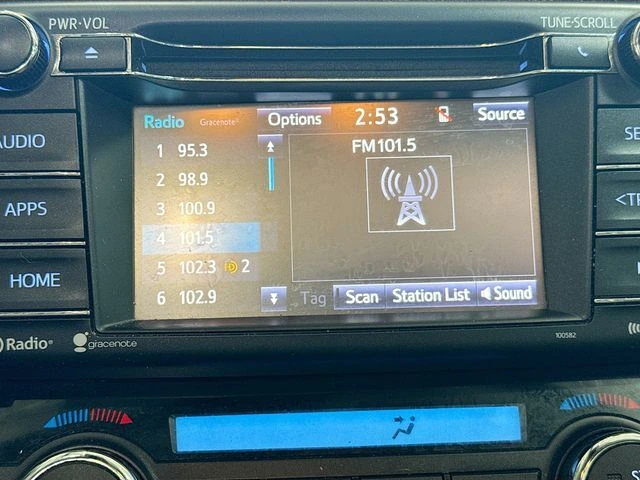 PWR·VOL
TUNE·SCROLL
AUDIO
APPS
HOME
Radio Gracenote® Options 2:53 Source
FM101.5
1 95.3
2 98.9
3 100.9
4 101.5
5 102.3 2
6 102.9
Tag Scan Station List Sound
Radio® gracenote
100582
SE
<TR